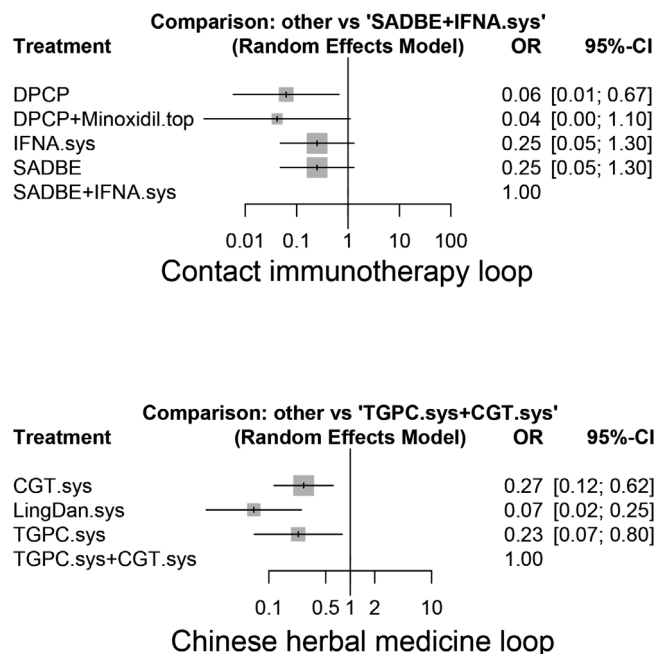 Comparison: other vs 'SADBE+IFNA.sys'
Treatment (Random Effects Model) OR 95%-CI
DPCP 0.06 [0.01; 0.67]
DPCP+Minoxidil.top 0.04 [0.00; 1.10]
IFNA.sys 0.25 [0.05; 1.30]
SADBE 0.25 [0.05; 1.30]
SADBE+IFNA.sys 1.00
0.01 0.1 1 10 100
Contact immunotherapy loop
Comparison: other vs 'TGPC.sys+CGT.sys'
Treatment (Random Effects Model) OR 95%-CI
CGT.sys 0.27 [0.12; 0.62]
LingDan.sys 0.07 [0.02; 0.25]
TGPC.sys 0.23 [0.07; 0.80]
TGPC.sys+CGT.sys 1.00
0.1 0.5 1 2 10
Chinese herbal medicine loop